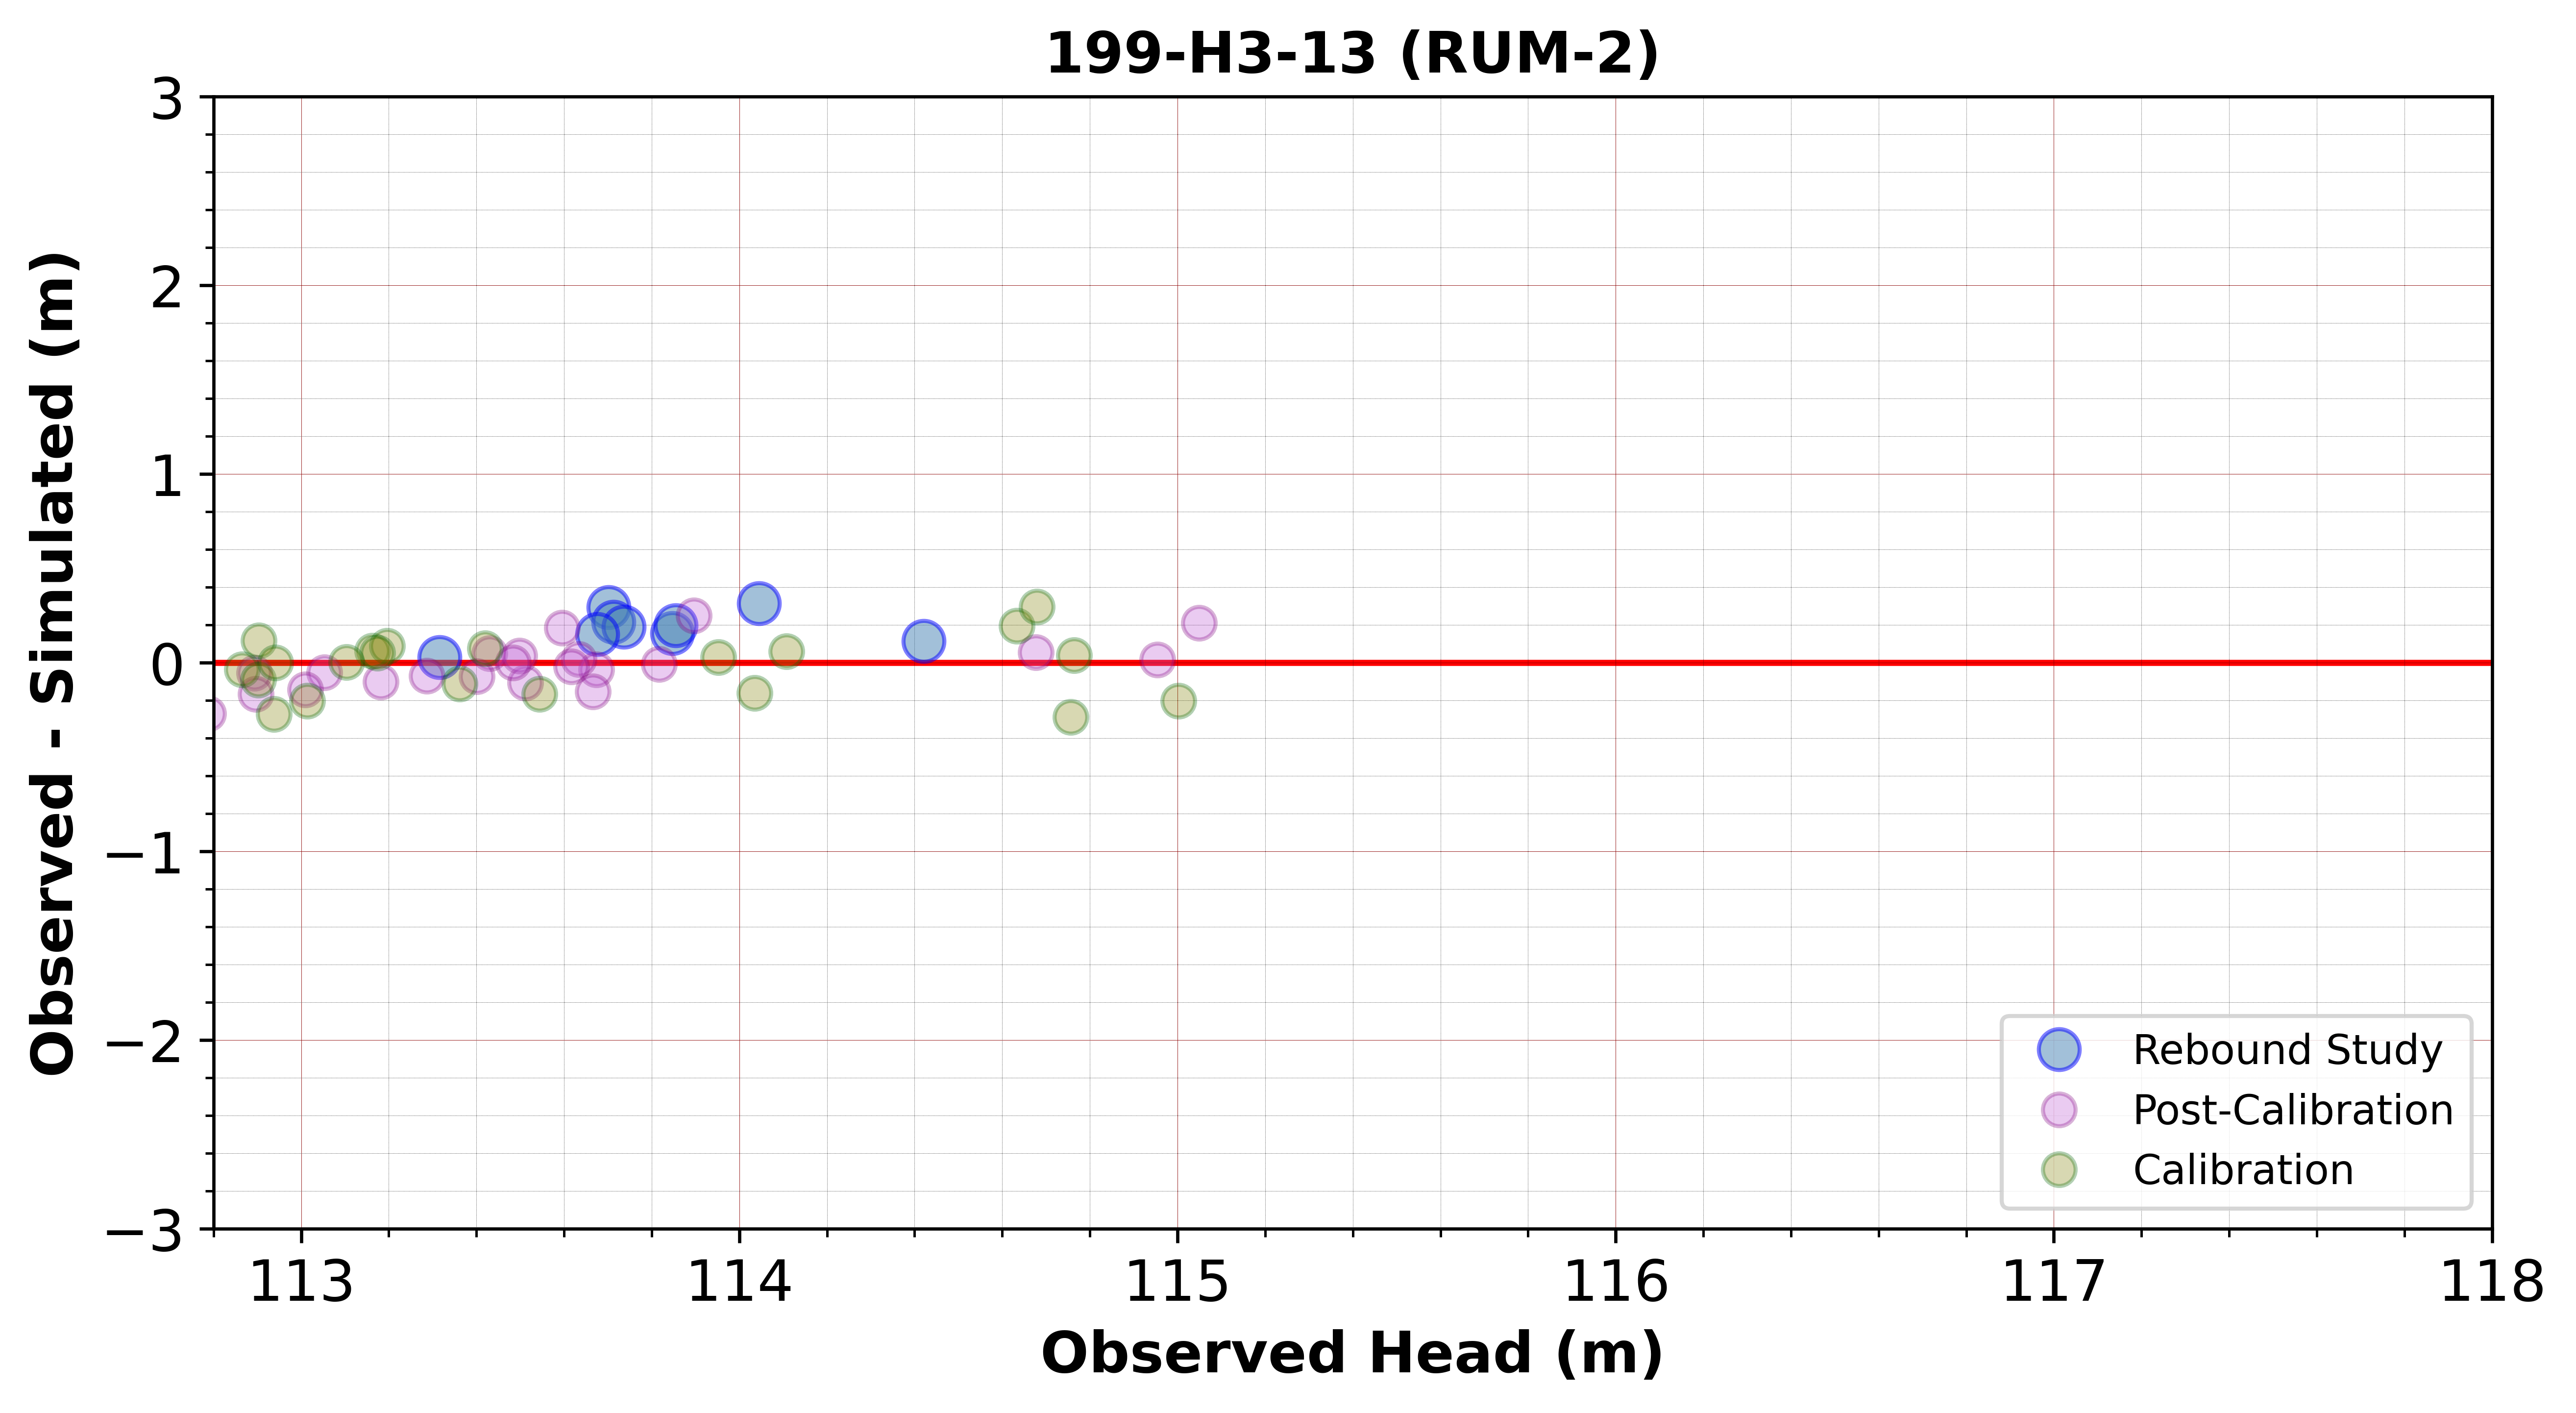 199-H3-13 (RUM-2)
3
2
1
0
−1
−2
−3
Observed - Simulated (m)
Rebound Study
Post-Calibration
Calibration
113 114 115 116 117 118
Observed Head (m)